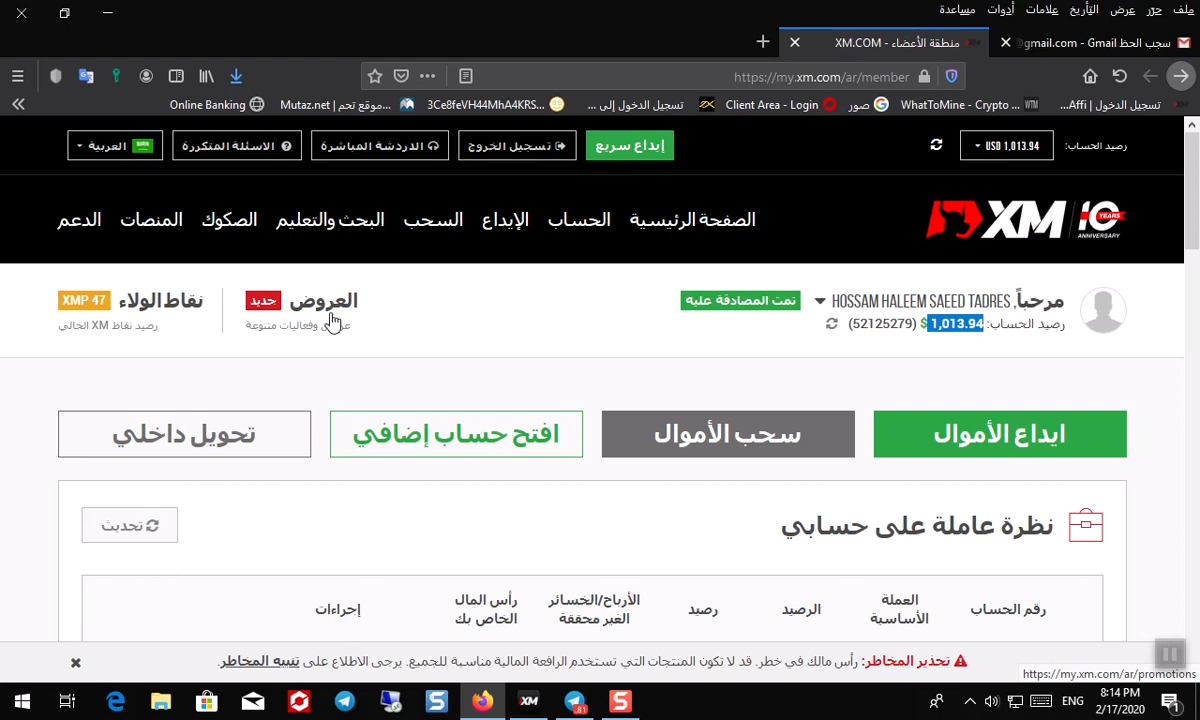 ملف حرّر عرض التأريخ علامات أدوات مساعدة
سحب الحظ @gmail.com - Gmail
منطقة الأعضاء - XM.COM
https://my.xm.com/ar/member
تسجيل الدخول | Affi...
WhatToMine - Crypto ...
صور
Client Area - Login
تسجيل الدخول إلى ...
3Ce8feVH44MhA4KRS...
Mutaz.net | موقع تحم...
Online Banking
رصيد الحساب:
USD 1,013.94
إيداع سريع
تسجيل الخروج
الدردشة المباشرة
الاسئلة المتكررة
العربية
XM 10 YEARS ANNIVERSARY
الصفحة الرئيسية
الحساب
الإيداع
السحب
البحث والتعليم
الصكوك
المنصات
الدعم
مرحباً, HOSSAM HALEEM SAEED TADRES
تمت المصادقة عليه
رصيد الحساب: $1,013.94 (52125279)
العروض جديد
وفعاليات متنوعة
نقاط الولاء XMP 47
رصيد نقاط XM الحالي
ايداع الأموال
سحب الأموال
افتح حساب إضافي
تحويل داخلي
نظرة عاملة على حسابي
تحديث
رقم الحساب
العملة الأساسية
الرصيد
رصيد
الأرباح/الخسائر الغير محققة
رأس المال الخاص بك
إجراءات
تحذير المخاطر: رأس مالك في خطر. قد لا تكون المنتجات التي تستخدم الرافعة المالية مناسبة للجميع. يرجى الاطلاع على تنبيه المخاطر.
https://my.xm.com/ar/promotions
XM
81
ENG
8:14 PM
2/17/2020
1